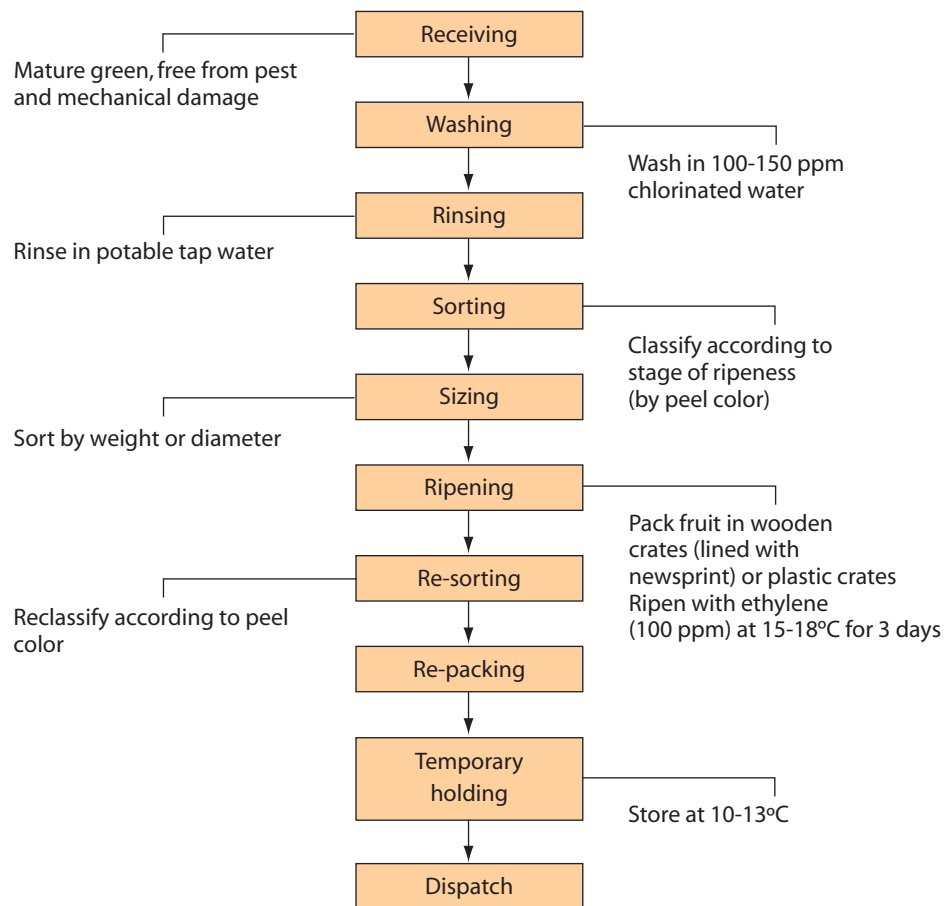 Receiving
Mature green, free from pest
and mechanical damage
Washing
Wash in 100-150 ppm
chlorinated water
Rinsing
Rinse in potable tap water
Sorting
Classify according to
stage of ripeness
(by peel color)
Sizing
Sort by weight or diameter
Ripening
Pack fruit in wooden
crates (lined with
newsprint) or plastic crates
Ripen with ethylene
(100 ppm) at 15-18ºC for 3 days
Re-sorting
Reclassify according to peel
color
Re-packing
Temporary
holding
Store at 10-13ºC
Dispatch